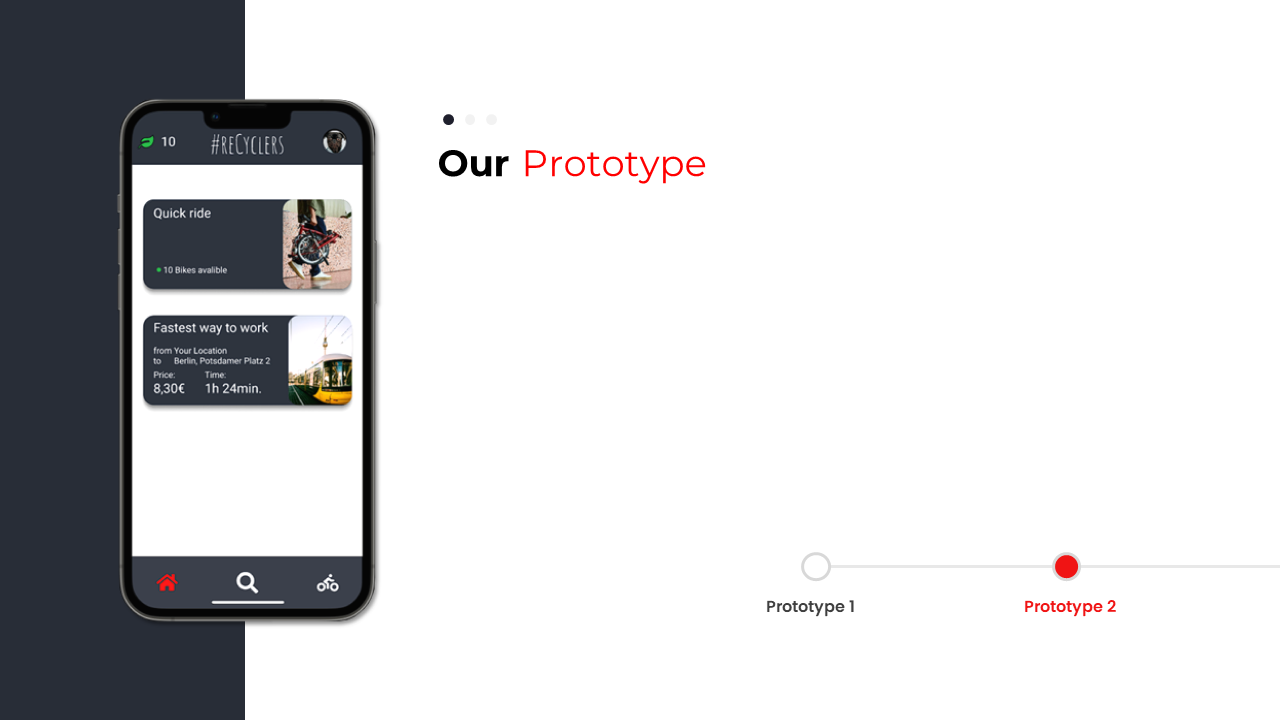 10 #reCyclers
Our Prototype
Quick ride
10 Bikes avalible
Fastest way to work
from Your Location
to Berlin, Potsdamer Platz 2
Price: Time:
8,30€ 1h 24min.
Prototype 1
Prototype 2